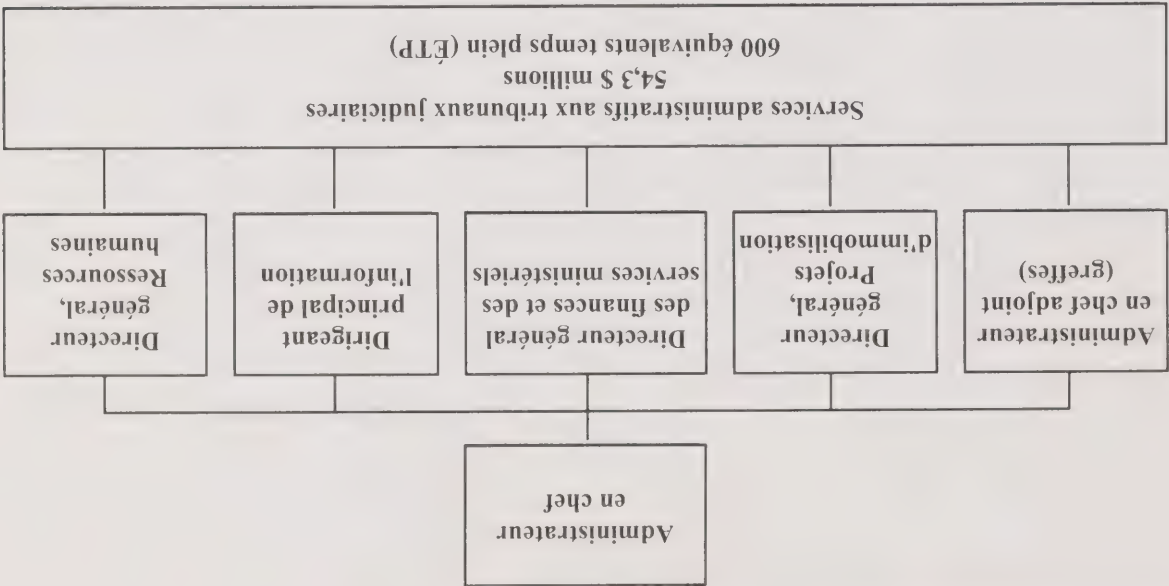 Administrateur
en chef
Administrateur
en chef adjoint
(greffes)
Directeur
général,
Projets
d'immobilisation
Directeur général
des finances et des
services ministériels
Dirigeant
principal de
l'information
Directeur
général,
Ressources
humaines
Services administratifs aux tribunaux judiciaires
54,3 $ millions
600 équivalents temps plein (ÉTP)